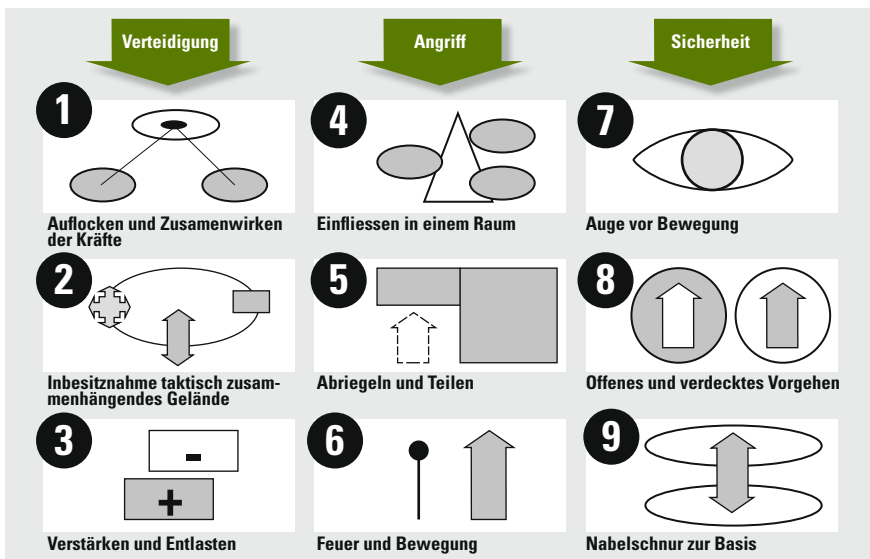 Verteidigung
Angriff
Sicherheit
1
Auflocken und Zusamenwirken
der Kräfte
4
Einfliessen in einem Raum
7
Auge vor Bewegung
2
Inbesitznahme taktisch zusam-
menhängendes Gelände
5
Abriegeln und Teilen
8
Offenes und verdecktes Vorgehen
3
-
+
Verstärken und Entlasten
6
Feuer und Bewegung
9
Nabelschnur zur Basis